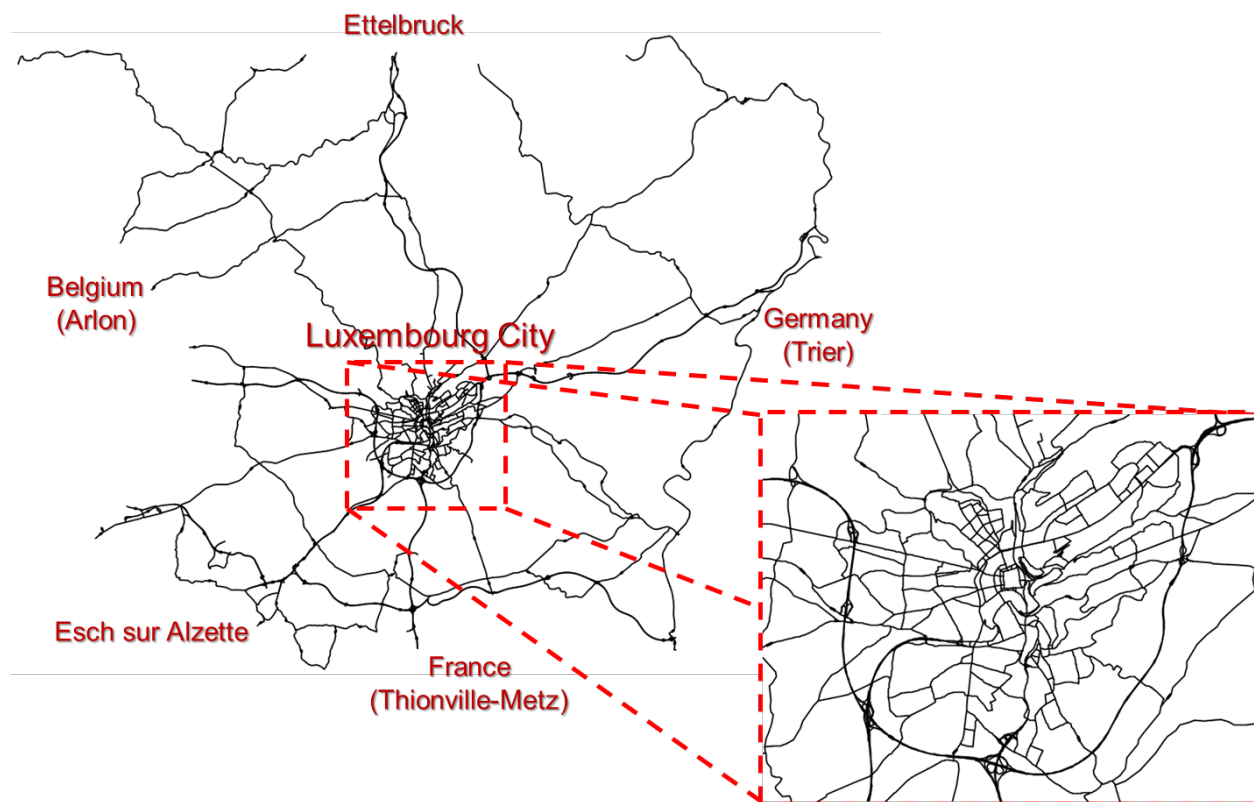 Ettelbruck
Belgium
(Arlon)
Luxembourg City
Germany
(Trier)
Esch sur Alzette
France
(Thionville-Metz)